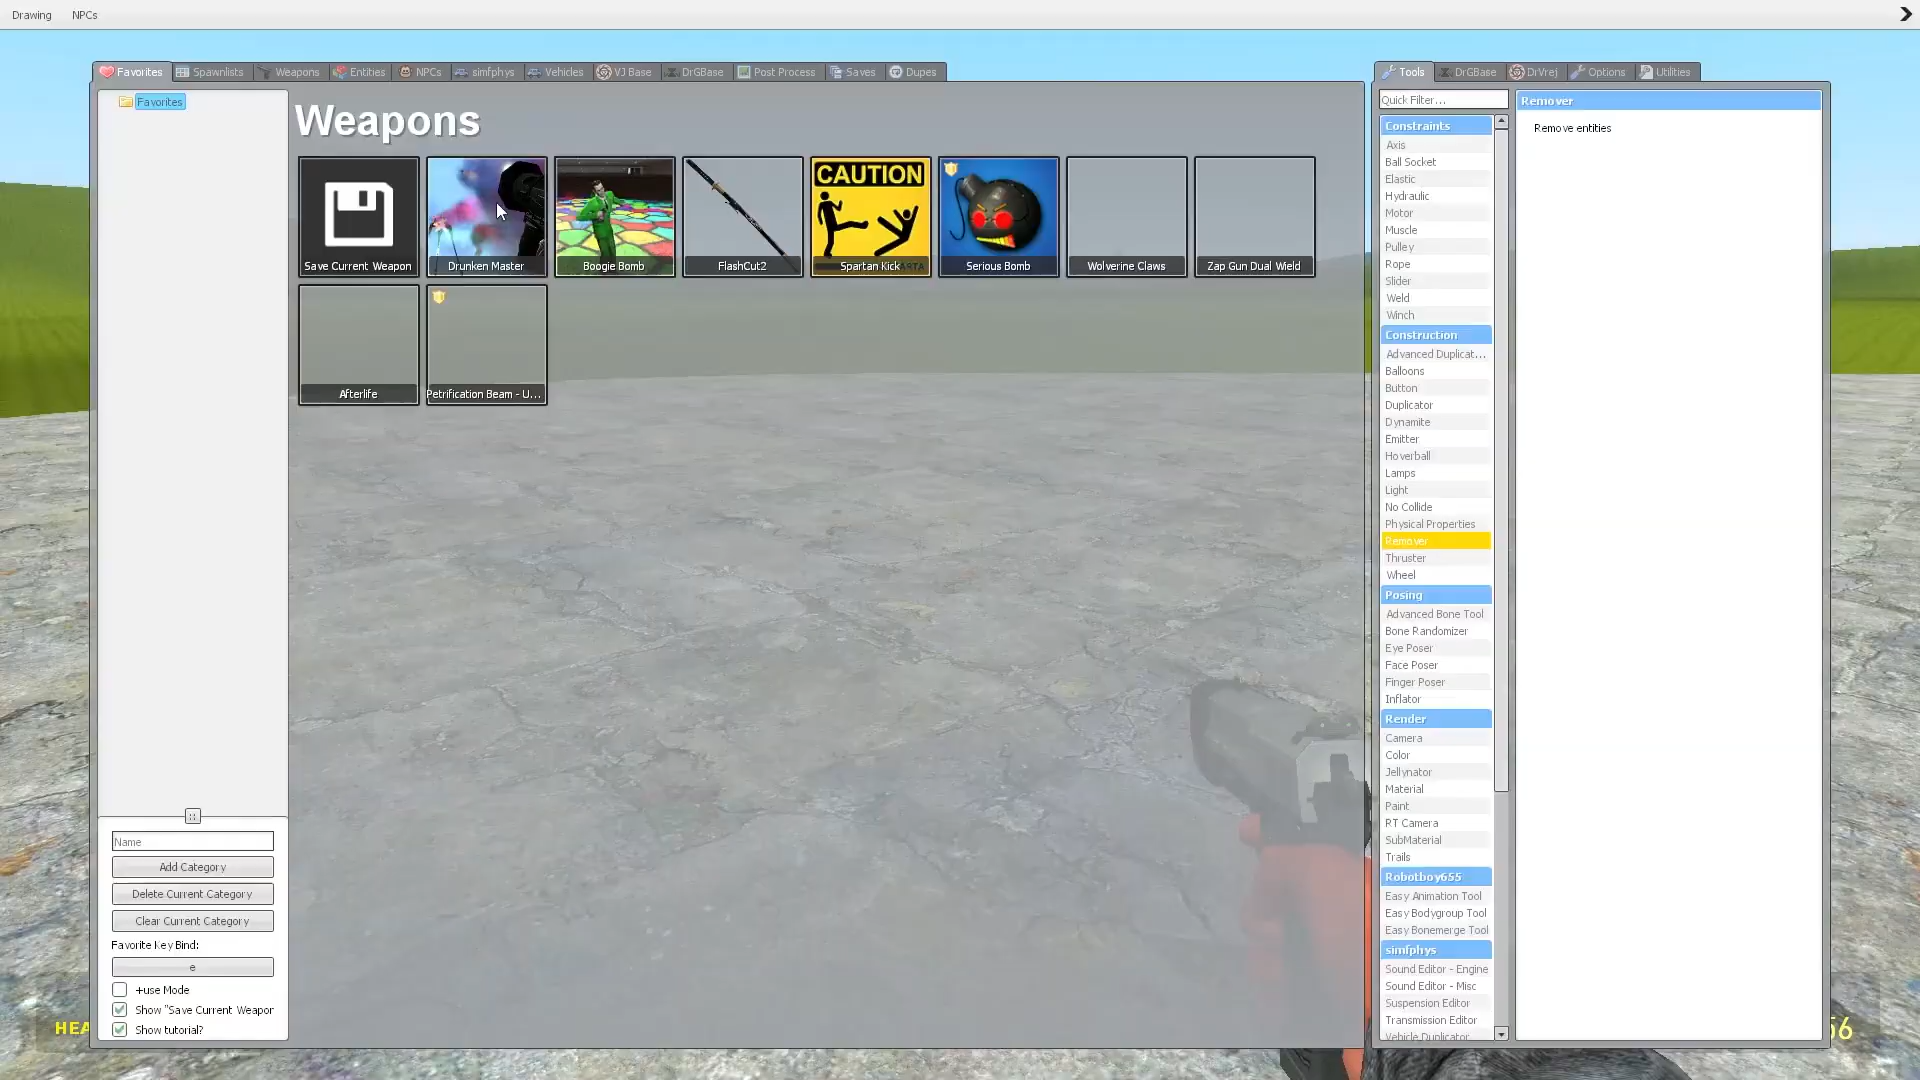 Drawing NPCs
Favorites Spawnlists Weapons Entities NPCs simfphys Vehicles VJ Base DrGBase Post Process Saves Dupes
Favorites
Weapons
CAUTION
Save Current Weapon Drunken Master Boogie Bomb FlashCut2 Spartan Kick Serious Bomb Wolverine Claws Zap Gun Dual Wield
Afterlife Petrification Beam - U...
Name
Add Category
Delete Current Category
Clear Current Category
Favorite Key Bind:
e
+use Mode
Show "Save Current Weapon
Show tutorial?
HEA
56
Tools DrGBase DrVrej Options Utilities
Quick Filter...
Constraints
Axis
Ball Socket
Elastic
Hydraulic
Motor
Muscle
Pulley
Rope
Slider
Weld
Winch
Construction
Advanced Duplicat...
Balloons
Button
Duplicator
Dynamite
Emitter
Hoverball
Lamps
Light
No Collide
Physical Properties
Remover
Thruster
Wheel
Posing
Advanced Bone Tool
Bone Randomizer
Eye Poser
Face Poser
Finger Poser
Inflator
Render
Camera
Color
Jellynator
Material
Paint
RT Camera
SubMaterial
Trails
Robotboy655
Easy Animation Tool
Easy Bodygroup Tool
Easy Bonemerge Tool
simfphys
Sound Editor - Engine
Sound Editor - Misc
Suspension Editor
Transmission Editor
Vehicle Duplicator
Remover
Remove entities